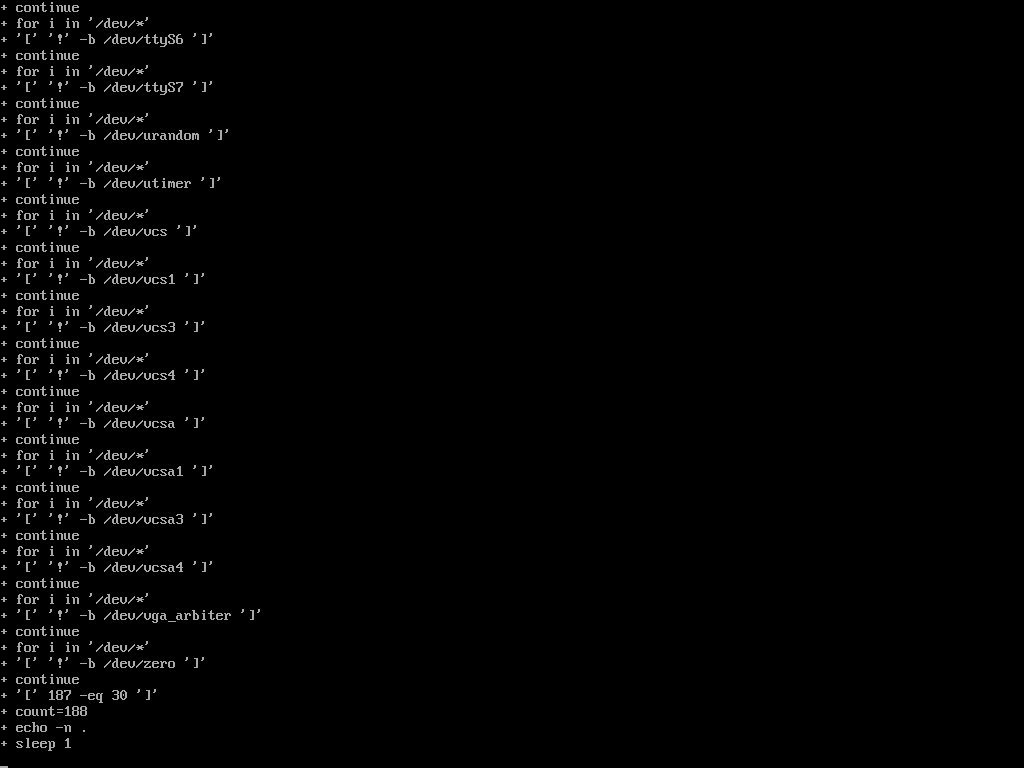 + continue
+ for i in '/dev/*'
+ '[' '!' -b /dev/ttyS6 ']'
+ continue
+ for i in '/dev/*'
+ '[' '!' -b /dev/ttyS7 ']'
+ continue
+ for i in '/dev/*'
+ '[' '!' -b /dev/urandom ']'
+ continue
+ for i in '/dev/*'
+ '[' '!' -b /dev/utimer ']'
+ continue
+ for i in '/dev/*'
+ '[' '!' -b /dev/vcs ']'
+ continue
+ for i in '/dev/*'
+ '[' '!' -b /dev/vcs1 ']'
+ continue
+ for i in '/dev/*'
+ '[' '!' -b /dev/vcs3 ']'
+ continue
+ for i in '/dev/*'
+ '[' '!' -b /dev/vcs4 ']'
+ continue
+ for i in '/dev/*'
+ '[' '!' -b /dev/vcsa ']'
+ continue
+ for i in '/dev/*'
+ '[' '!' -b /dev/vcsa1 ']'
+ continue
+ for i in '/dev/*'
+ '[' '!' -b /dev/vcsa3 ']'
+ continue
+ for i in '/dev/*'
+ '[' '!' -b /dev/vcsa4 ']'
+ continue
+ for i in '/dev/*'
+ '[' '!' -b /dev/vga_arbiter ']'
+ continue
+ for i in '/dev/*'
+ '[' '!' -b /dev/zero ']'
+ continue
+ '[' 187 -eq 30 ']'
+ count=188
+ echo -n .
+ sleep 1